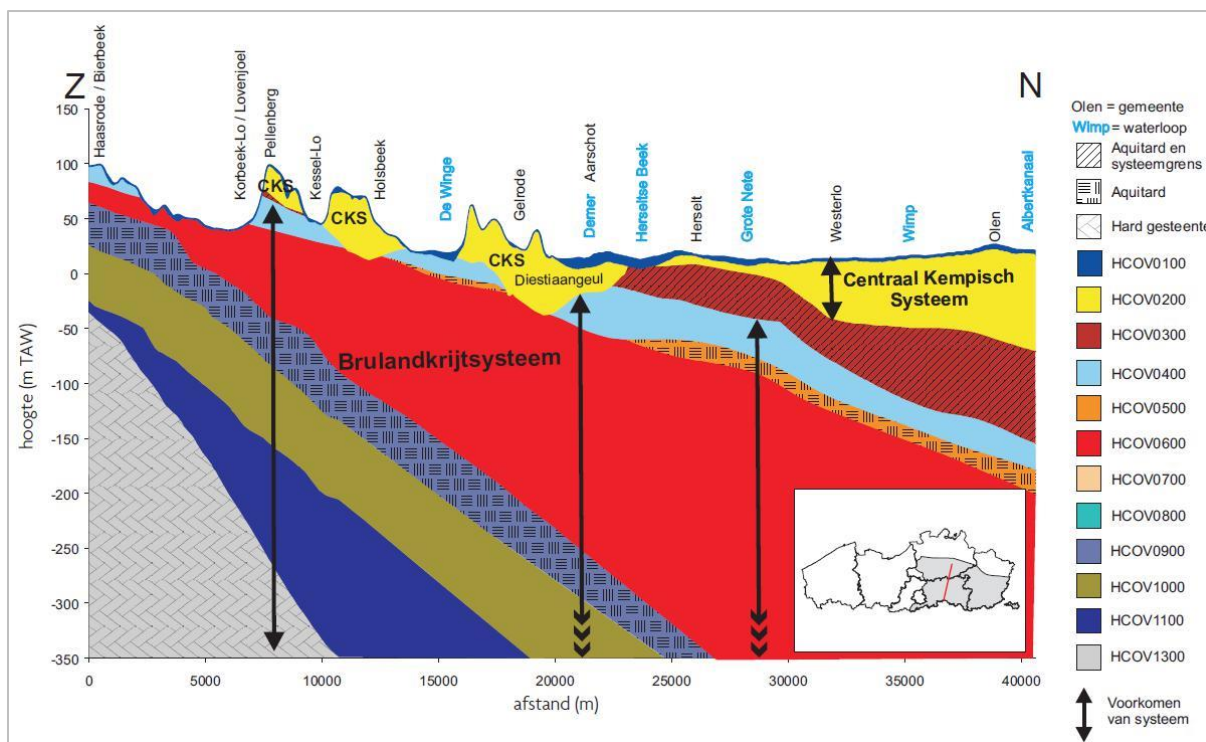 Z
N
Haasrode / Bierbeek
Korbeek-Lo / Lovenjoel
Pellenberg
Kessel-Lo
Holsbeek
De Winge
Gelrode
Demer
Aarschot
Herseltse Beek
Herselt
Grote Nete
Westerlo
Wimp
Olen
Albertkanaal
150
100
50
0
-50
-100
-150
-200
-250
-300
-350
hoogte (m TAW)
CKS
CKS
CKS
Diestiaangeul
Centraal Kempisch
Systeem
Brulandkrijtsysteem
0
5000
10000
15000
20000
25000
30000
35000
40000
afstand (m)
Olen = gemeente
Wimp = waterloop
Aquitard en
systeemgrens
Aquitard
Hard gesteente
HCOV0100
HCOV0200
HCOV0300
HCOV0400
HCOV0500
HCOV0600
HCOV0700
HCOV0800
HCOV0900
HCOV1000
HCOV1100
HCOV1300
Voorkomen
van systeem